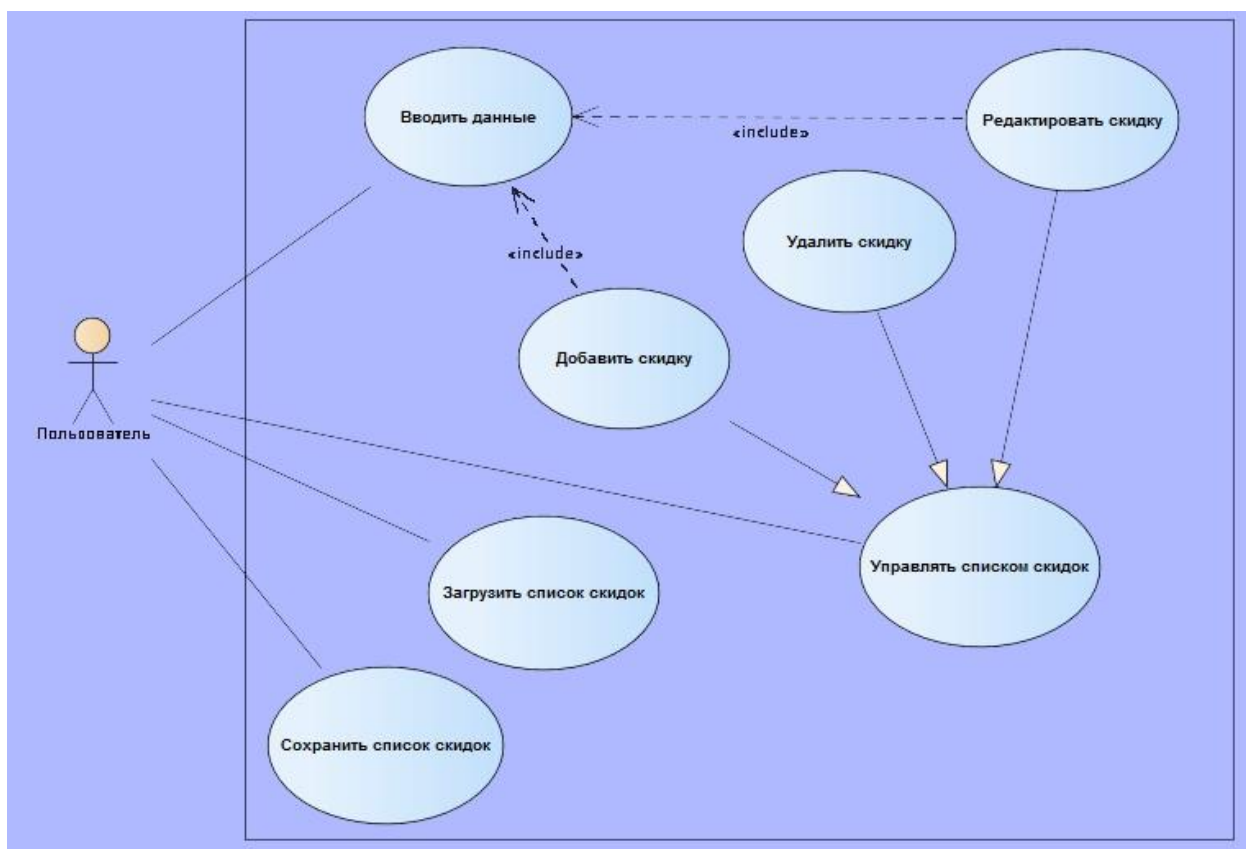 Вводить данные
«include»
Редактировать скидку
Удалить скидку
«include»
Добавить скидку
Пользователь
Управлять списком скидок
Загрузить список скидок
Сохранить список скидок